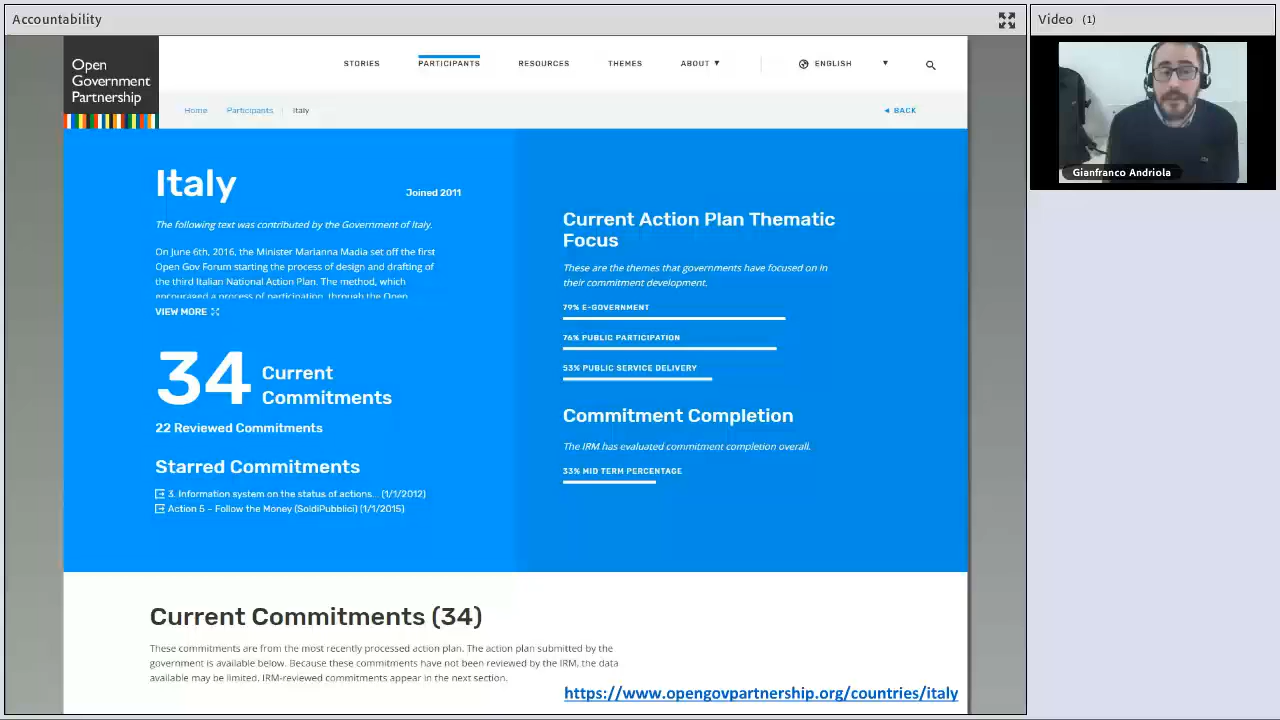 Accountability
Video (1)
Open
Government
Partnership
STORIES
PARTICIPANTS
RESOURCES
THEMES
ABOUT ▼
ENGLISH
Home
Participants
Italy
◄ BACK
Gianfranco Andriola
Italy
Joined 2011
The following text was contributed by the Government of Italy.
On June 6th, 2016, the Minister Marianna Madia set off the first
Open Gov Forum starting the process of design and drafting of
the third Italian National Action Plan. The method, which
encouraged a process of participation, through the Open
VIEW MORE
34 Current
Commitments
22 Reviewed Commitments
Starred Commitments
3. Information system on the status of actions... (1/1/2012)
Action 5 – Follow the Money (SoldiPubblici) (1/1/2015)
Current Action Plan Thematic
Focus
These are the themes that governments have focused on in
their commitment development.
79% E-GOVERNMENT
76% PUBLIC PARTICIPATION
53% PUBLIC SERVICE DELIVERY
Commitment Completion
The IRM has evaluated commitment completion overall.
33% MID TERM PERCENTAGE
Current Commitments (34)
These commitments are from the most recently processed action plan. The action plan submitted by the
government is available below. Because these commitments have not been reviewed by the IRM, the data
available may be limited. IRM-reviewed commitments appear in the next section.
https://www.opengovpartnership.org/countries/italy